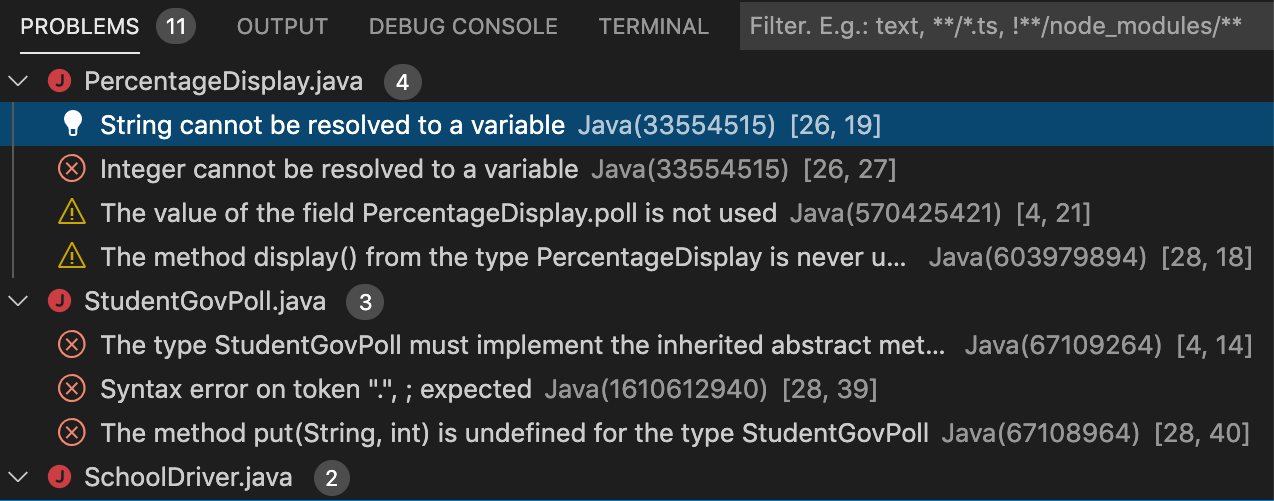 PROBLEMS 11 OUTPUT DEBUG CONSOLE TERMINAL Filter. E.g.: text, **/*.ts, !**/node_modules/**
J PercentageDisplay.java 4
String cannot be resolved to a variable Java(33554515) [26, 19]
Integer cannot be resolved to a variable Java(33554515) [26, 27]
The value of the field PercentageDisplay.poll is not used Java(570425421) [4, 21]
The method display() from the type PercentageDisplay is never u... Java(603979894) [28, 18]
J StudentGovPoll.java 3
The type StudentGovPoll must implement the inherited abstract met... Java(67109264) [4, 14]
Syntax error on token ".", ; expected Java(1610612940) [28, 39]
The method put(String, int) is undefined for the type StudentGovPoll Java(67108964) [28, 40]
J SchoolDriver.java 2